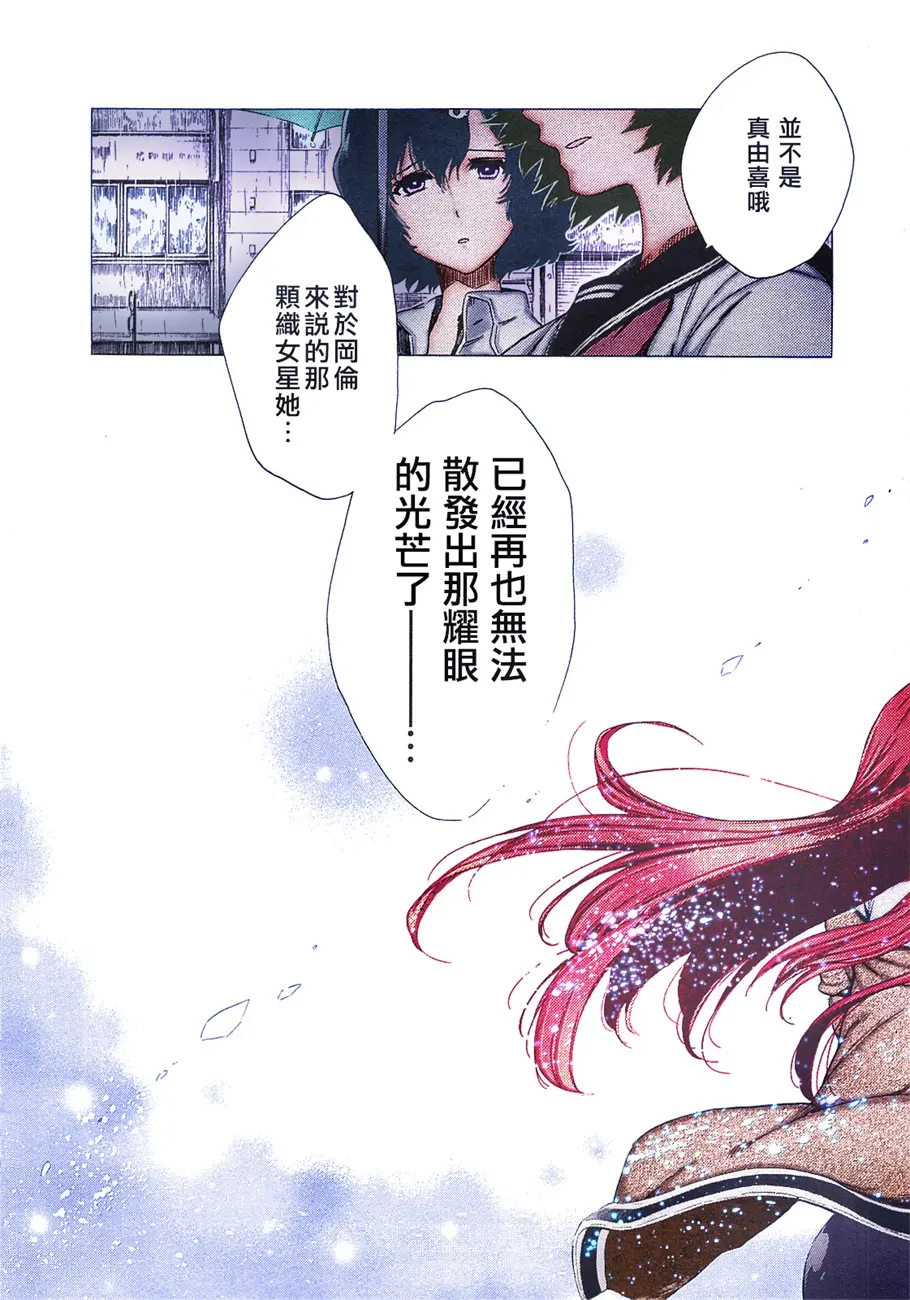 並不是
真由喜哦
對於岡倫
來説的那
顆織女星她…
已經再也無法
散發出那耀眼
的光芒了——…